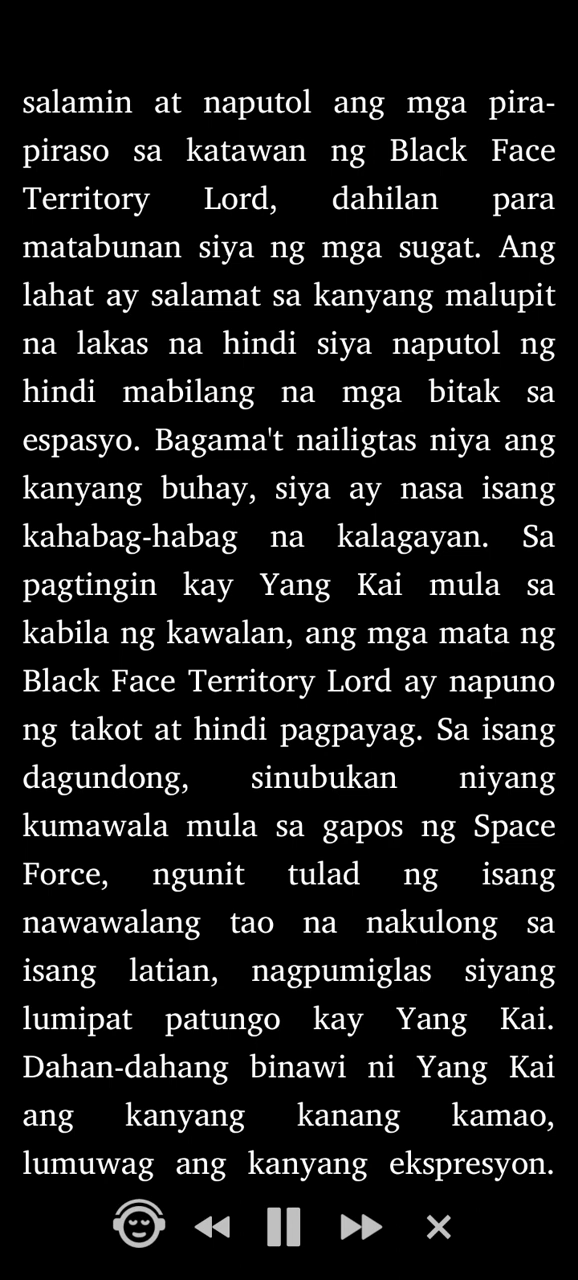 salamin at naputol ang mga pira-
piraso sa katawan ng Black Face
Territory Lord, dahilan para
matabunan siya ng mga sugat. Ang
lahat ay salamat sa kanyang malupit
na lakas na hindi siya naputol ng
hindi mabilang na mga bitak sa
espasyo. Bagama't nailigtas niya ang
kanyang buhay, siya ay nasa isang
kahabag-habag na kalagayan. Sa
pagtingin kay Yang Kai mula sa
kabila ng kawalan, ang mga mata ng
Black Face Territory Lord ay napuno
ng takot at hindi pagpayag. Sa isang
dagundong, sinubukan niyang
kumawala mula sa gapos ng Space
Force, ngunit tulad ng isang
nawawalang tao na nakulong sa
isang latian, nagpumiglas siyang
lumipat patungo kay Yang Kai.
Dahan-dahang binawi ni Yang Kai
ang kanyang kanang kamao,
lumuwag ang kanyang ekspresyon.